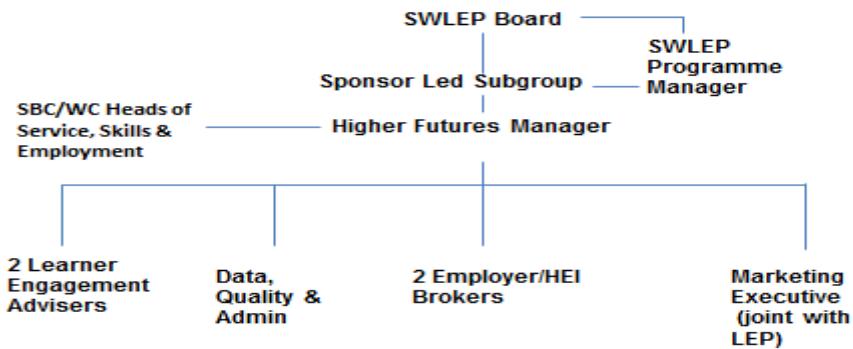 SWLEP Board
SWLEP
Programme
Manager
Sponsor Led Subgroup
SBC/WC Heads of
Service, Skills &
Employment
Higher Futures Manager
2 Learner
Engagement
Advisers
Data,
Quality &
Admin
2 Employer/HEI
Brokers
Marketing
Executive
(joint with
LEP)